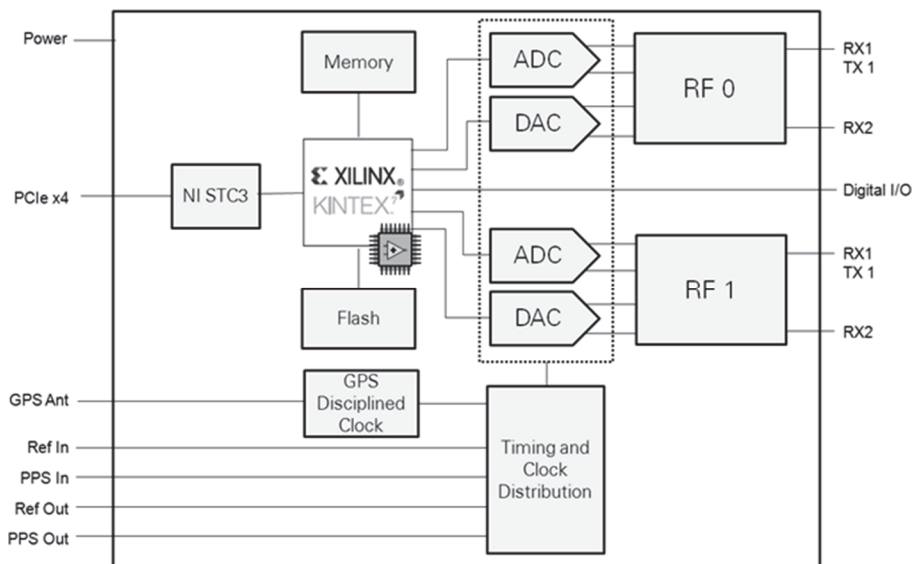 Power
Memory
ADC
RF 0
RX1
TX 1
DAC
RX2
PCIe x4
NI STC3
XILINX®
KINTEX.7
Digital I/O
ADC
RF 1
RX1
TX 1
DAC
RX2
Flash
GPS Ant
GPS
Disciplined
Clock
Ref In
PPS In
Ref Out
PPS Out
Timing and
Clock
Distribution